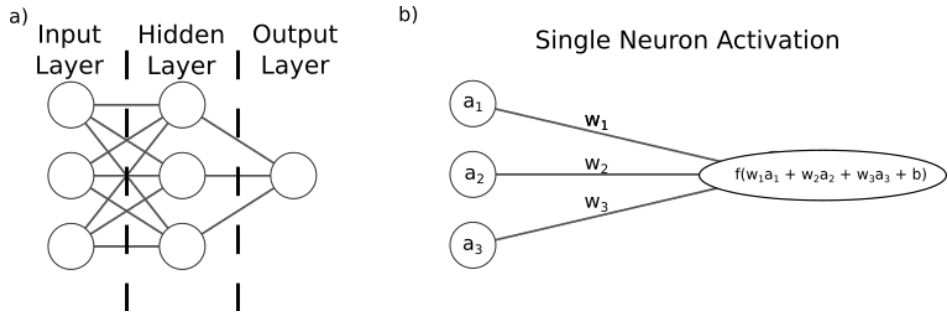 a)
Input Hidden Output
Layer Layer Layer
b)
Single Neuron Activation
a₁
w₁
a₂
w₂
f(w₁a₁ + w₂a₂ + w₃a₃ + b)
w₃
a₃